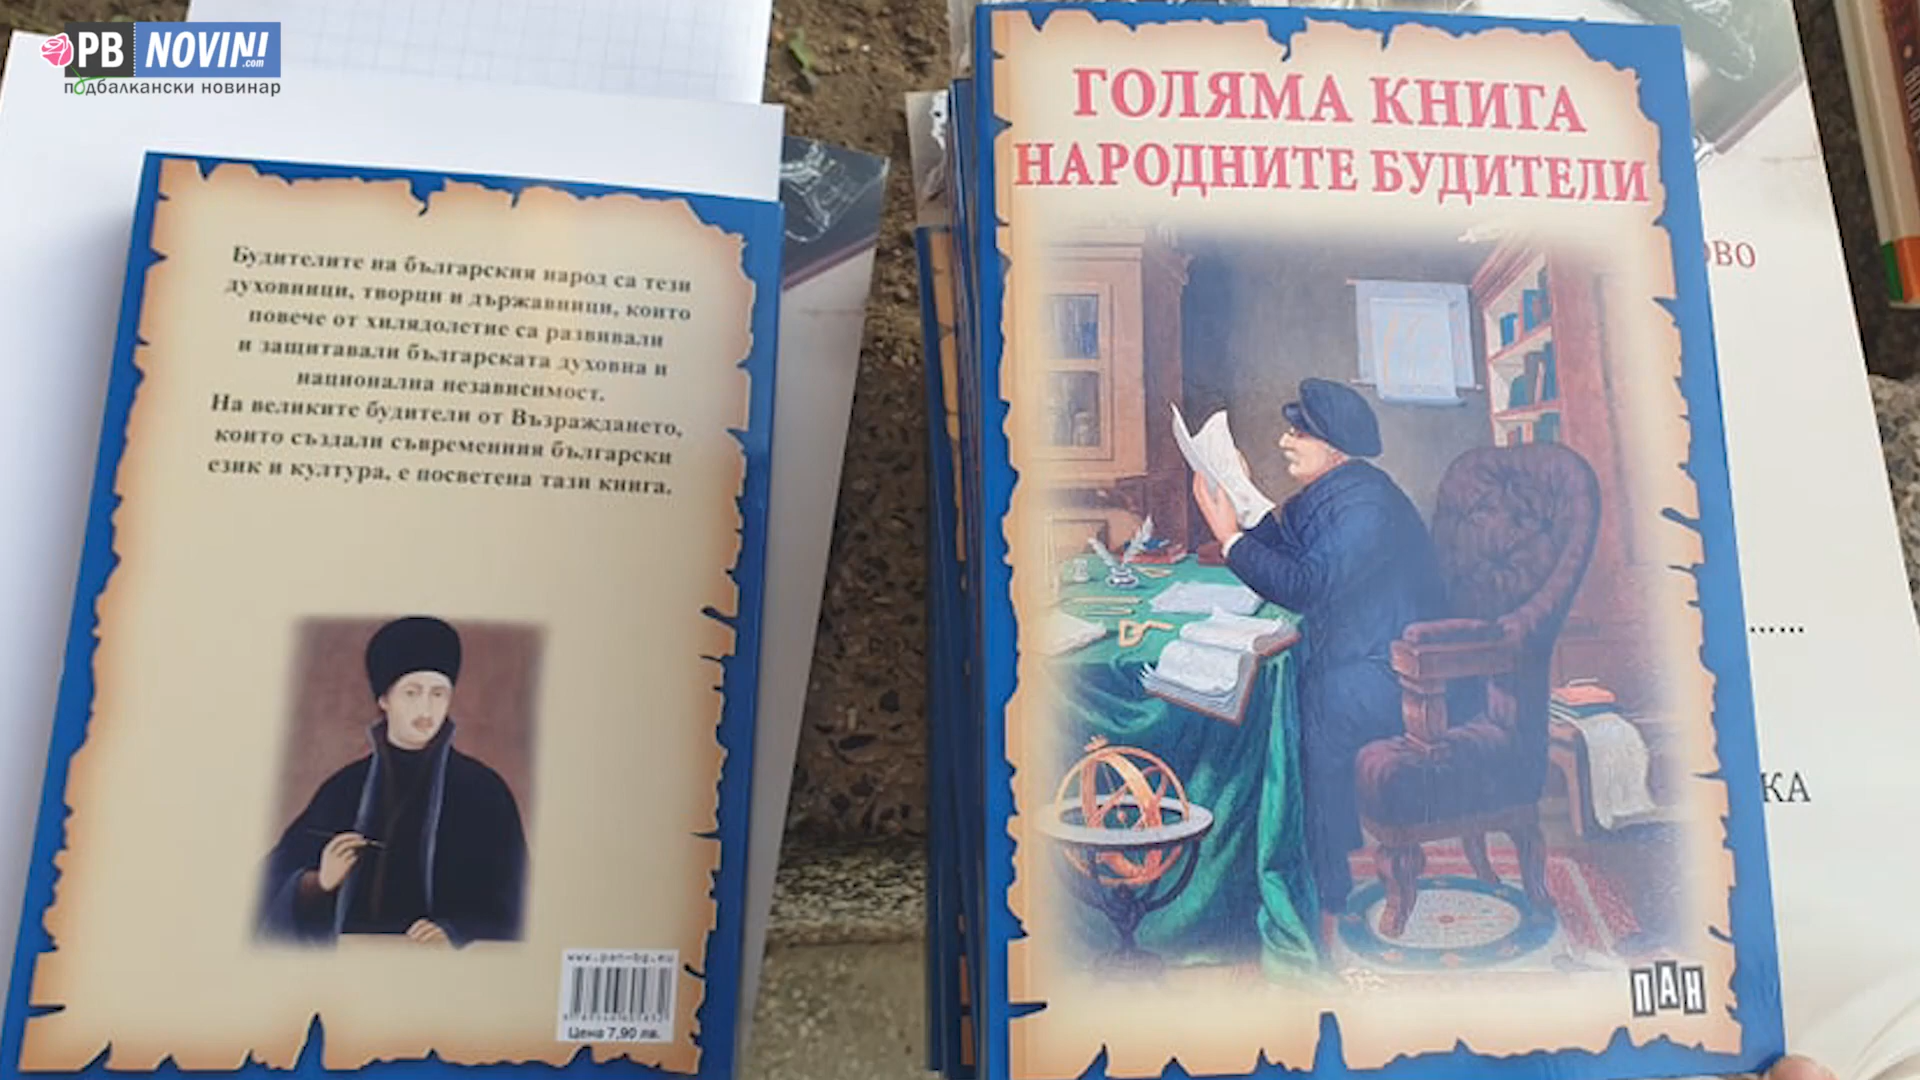 PB NOVINI.com
подбалкански новинар
Будителите на българския народ са тези
духовници, творци и държавници, които
повече от хилядолетие са развивали
и защитавали българската духовна и
национална независимост.
На великите будители от Възраждането,
които създали съвременния български
език и култура, е посветена тази книга.
www.pan-bg.eu
Цена 7,90 лв.
ГОЛЯМА КНИГА
НАРОДНИТЕ БУДИТЕЛИ
ПАН
ОВО
......
КА